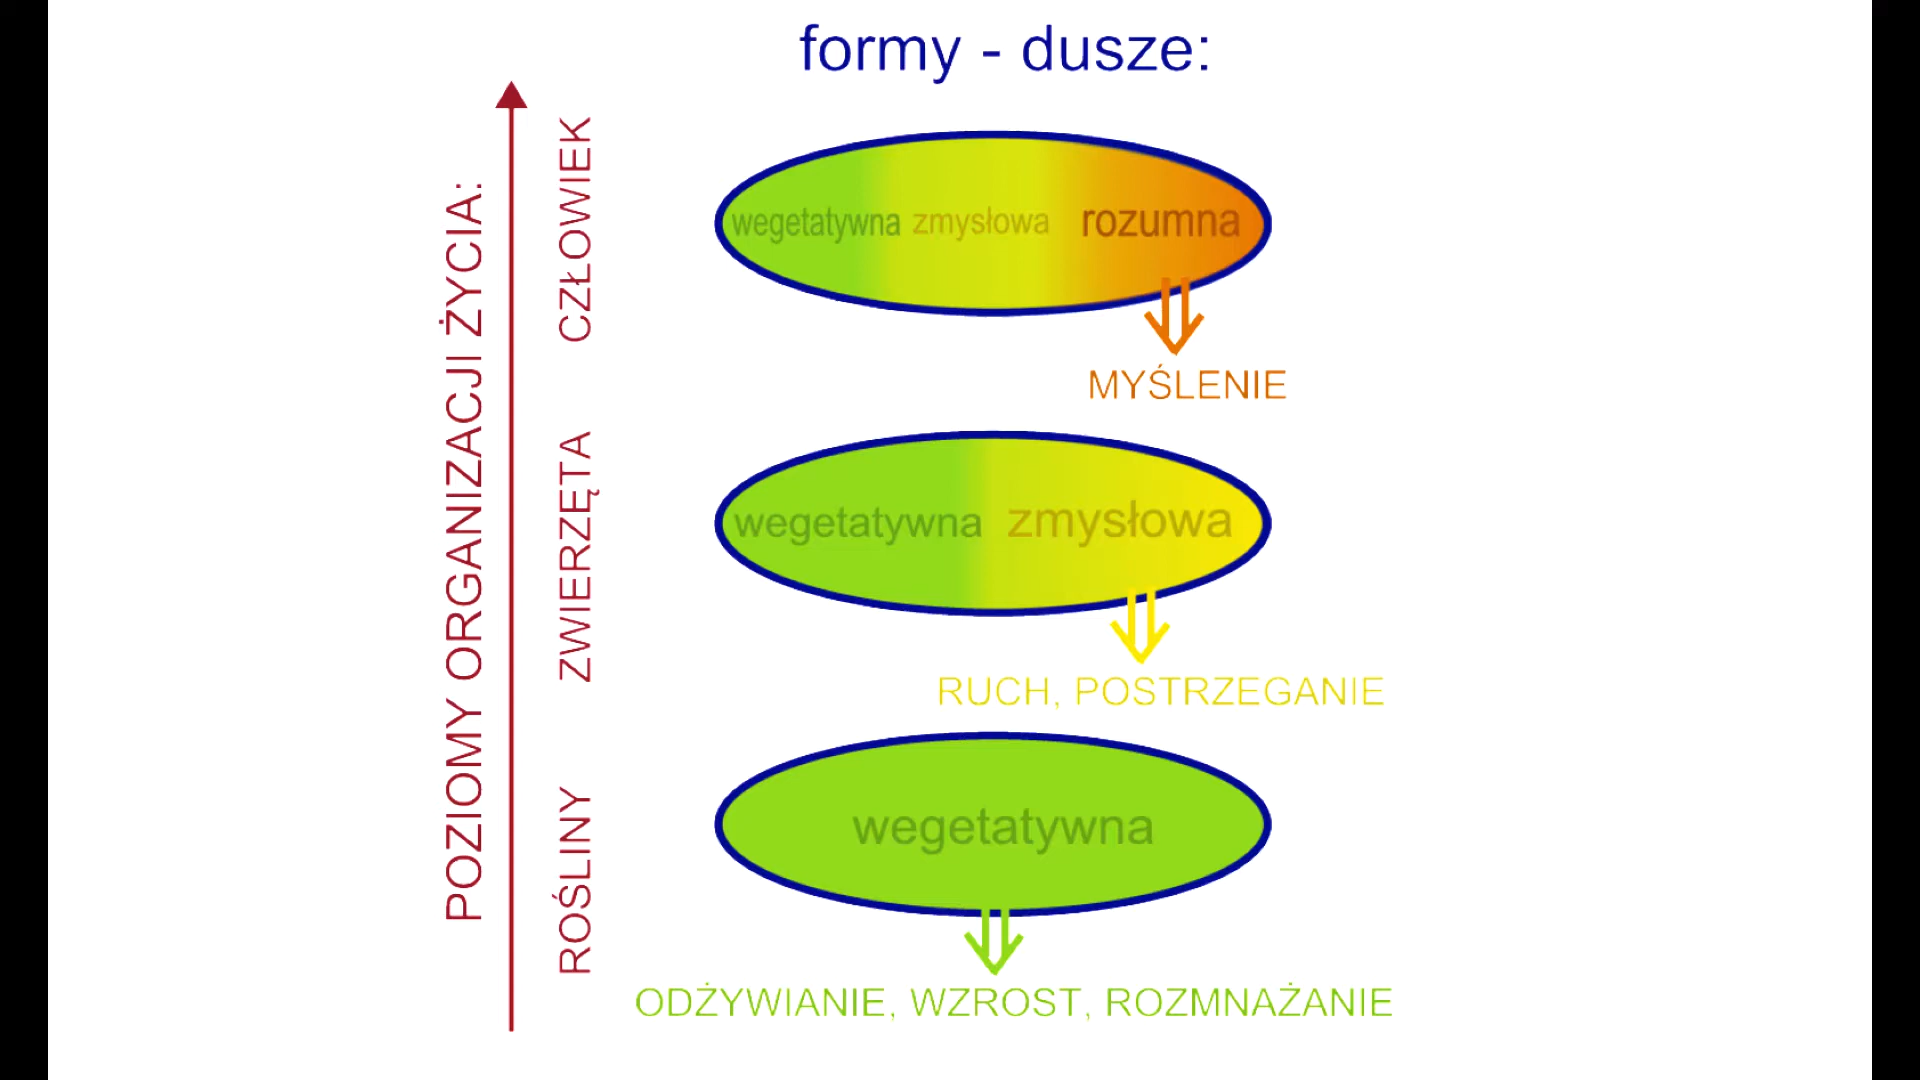 formy - dusze:
POZIOMY ORGANIZACJI ŻYCIA:
CZŁOWIEK
wegetatywna zmysłowa rozumna
MYŚLENIE
ZWIERZĘTA
wegetatywna zmysłowa
RUCH, POSTRZEGANIE
ROŚLINY
wegetatywna
ODŻYWIANIE, WZROST, ROZMNAŻANIE